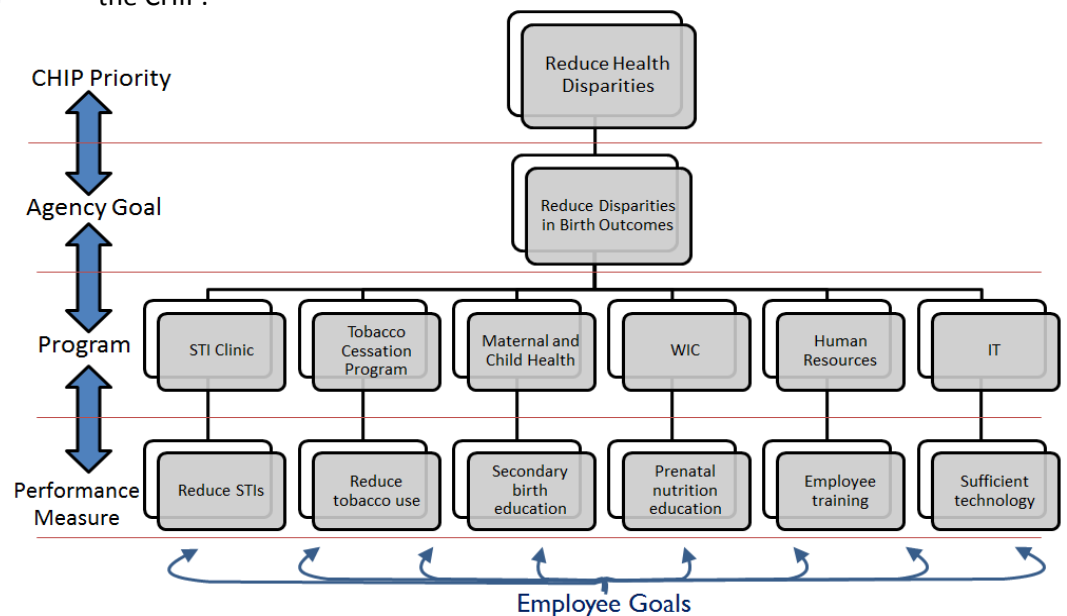 the CHIP.
CHIP Priority
Reduce Health
Disparities
Agency Goal
Reduce Disparities
in Birth Outcomes
Program
STI Clinic
Tobacco
Cessation
Program
Maternal and
Child Health
WIC
Human
Resources
IT
Performance
Measure
Reduce STIs
Reduce
tobacco use
Secondary
birth
education
Prenatal
nutrition
education
Employee
training
Sufficient
technology
Employee Goals